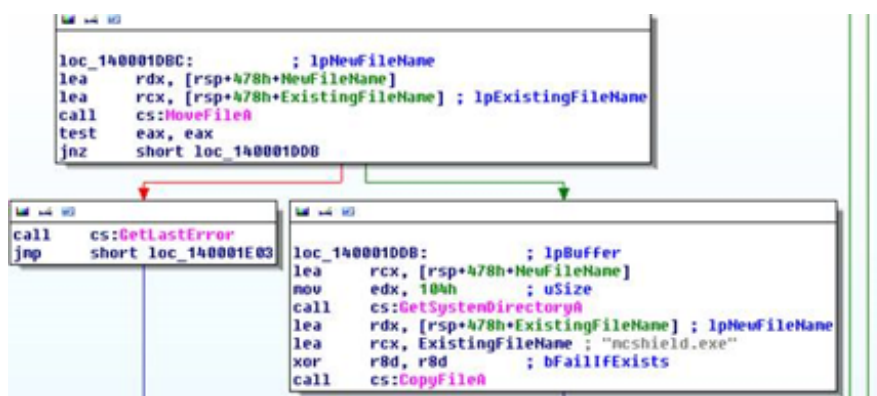 loc_140001DBC: ; lpNewFileName
lea rdx, [rsp+478h+NewFileName]
lea rcx, [rsp+478h+ExistingFileName] ; lpExistingFileName
call cs:MoveFileA
test eax, eax
jnz short loc_140001DDB
call cs:GetLastError
jmp short loc_140001E03
loc_140001DDB: ; lpBuffer
lea rcx, [rsp+478h+NewFileName]
mov edx, 104h ; uSize
call cs:GetSystemDirectoryA
lea rdx, [rsp+478h+ExistingFileName] ; lpNewFileName
lea rcx, ExistingFileName ; "mcshield.exe"
xor r8d, r8d ; bFailIfExists
call cs:CopyFileA